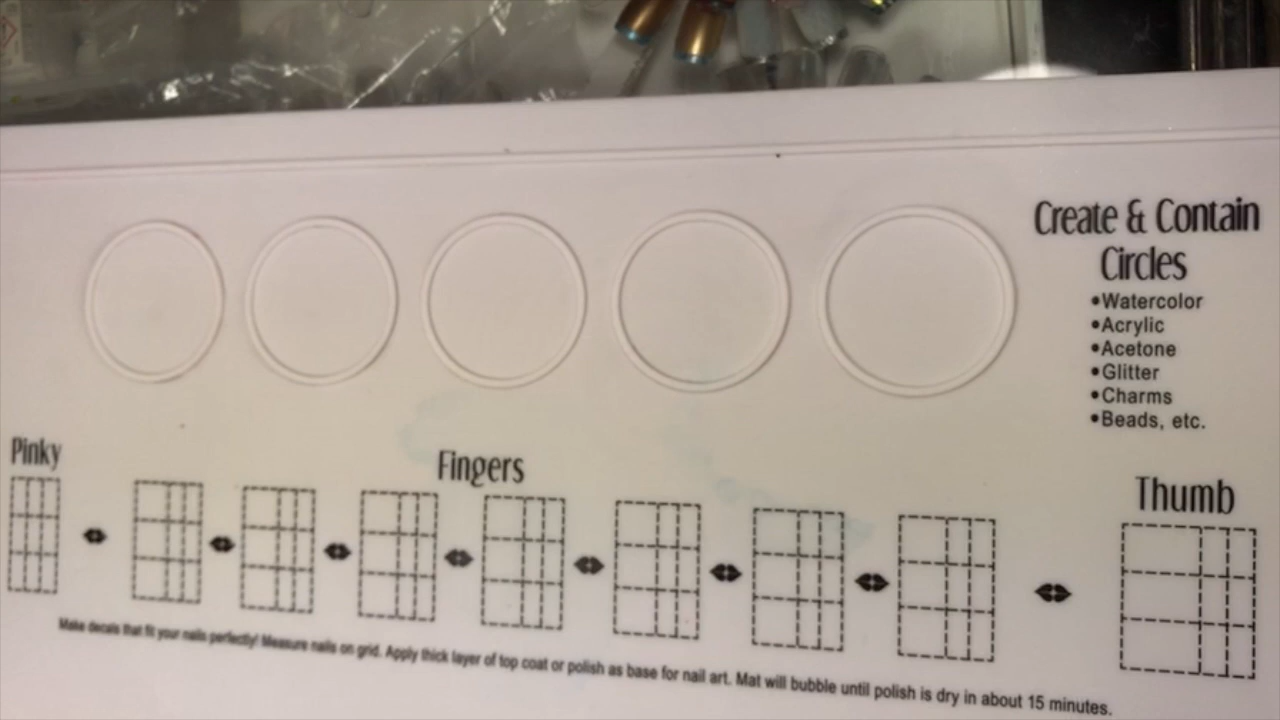 Create & Contain
Circles
•Watercolor
•Acrylic
•Acetone
•Glitter
•Charms
•Beads, etc.
Pinky
Fingers
Thumb
Make decals that fit your nails perfectly! Measure nails on grid. Apply thick layer of top coat or polish as base for nail art. Mat will bubble until polish is dry in about 15 minutes.